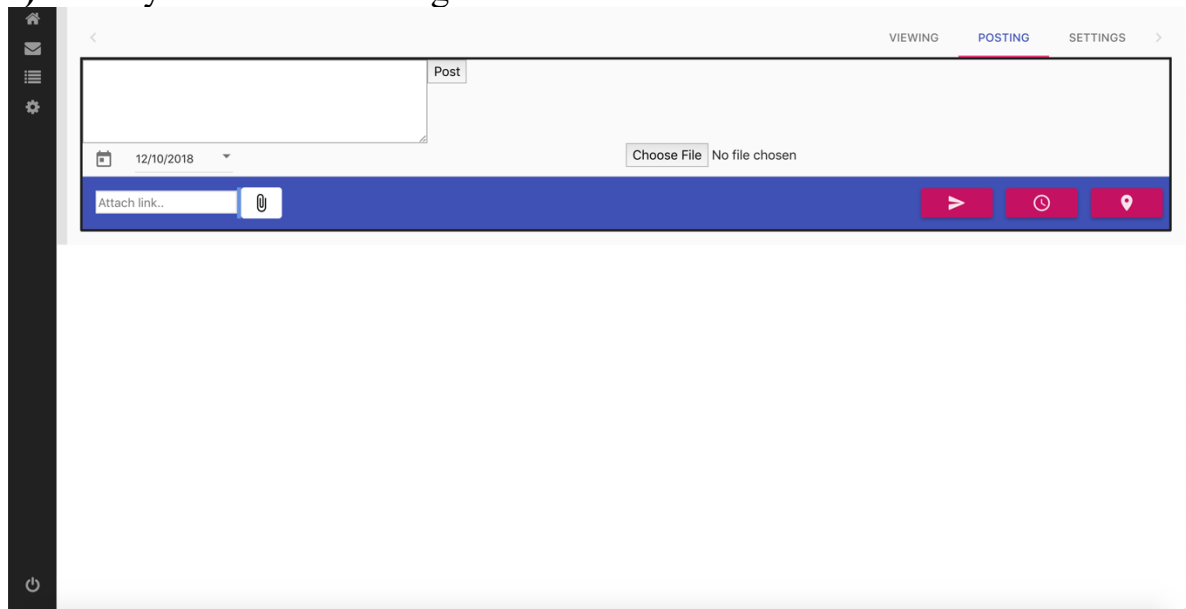 VIEWING POSTING SETTINGS
Post
12/10/2018
Choose File No file chosen
Attach link..